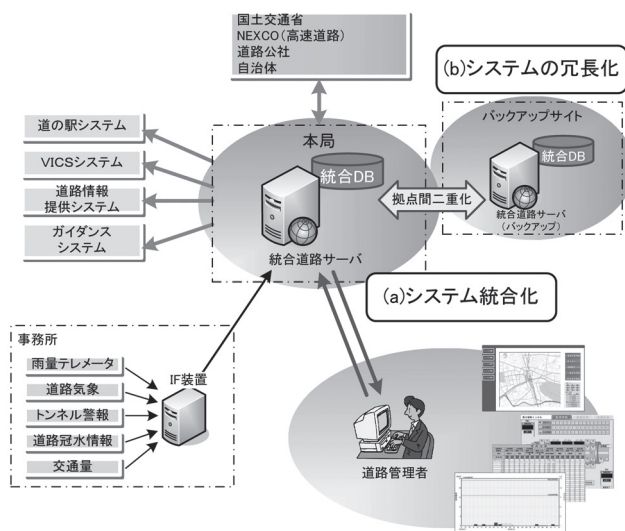 国土交通省
NEXCO(高速道路)
道路公社
自治体
(b)システムの冗長化
バックアップサイト
統合DB
統合道路サーバ
(バックアップ)
拠点間二重化
本局
統合DB
統合道路サーバ
道の駅システム
VICSシステム
道路情報
提供システム
ガイダンス
システム
(a)システム統合化
事務所
雨量テレメータ
道路気象
トンネル警報
道路冠水情報
交通量
IF装置
道路管理者